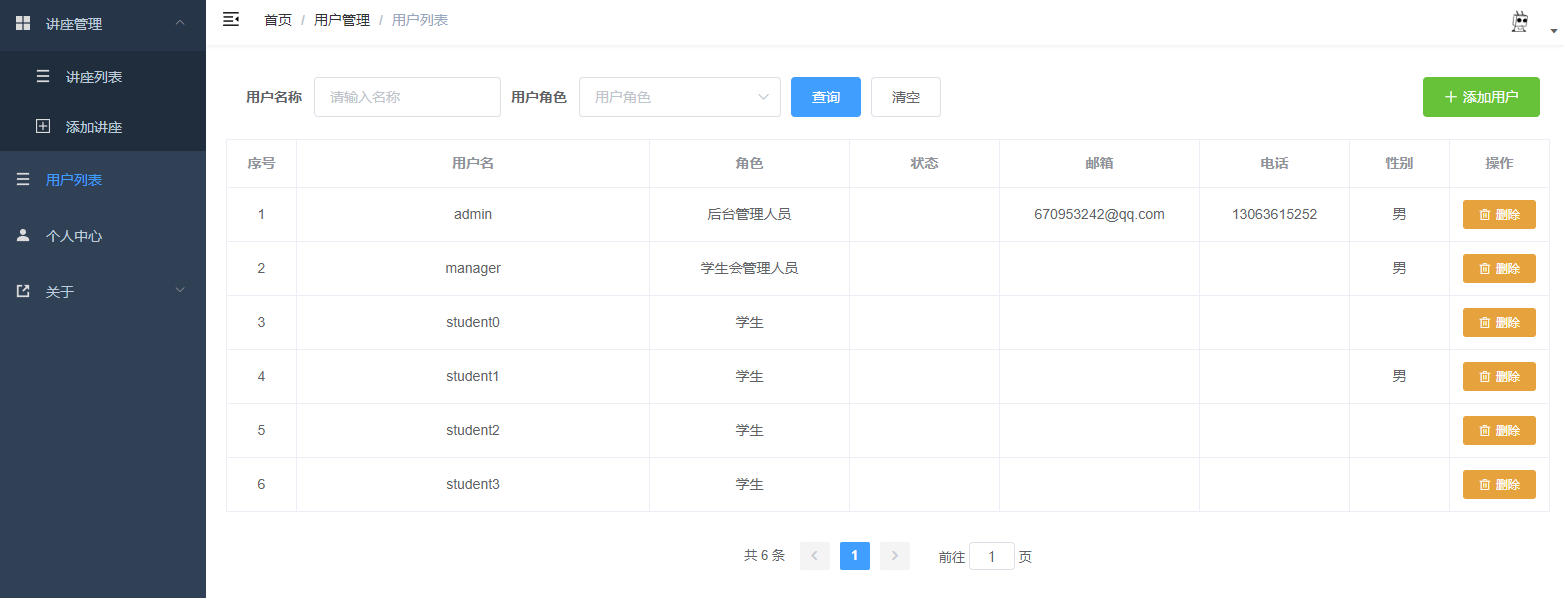 讲座管理
讲座列表
添加讲座
用户列表
个人中心
关于
首页 / 用户管理 / 用户列表
用户名称 请输入名称 用户角色 用户角色 查询 清空 添加用户
序号 用户名 角色 状态 邮箱 电话 性别 操作
1 admin 后台管理人员 670953242@qq.com 13063615252 男 删除
2 manager 学生会管理人员 男 删除
3 student0 学生 删除
4 student1 学生 男 删除
5 student2 学生 删除
6 student3 学生 删除
共 6 条 1 前往 1 页